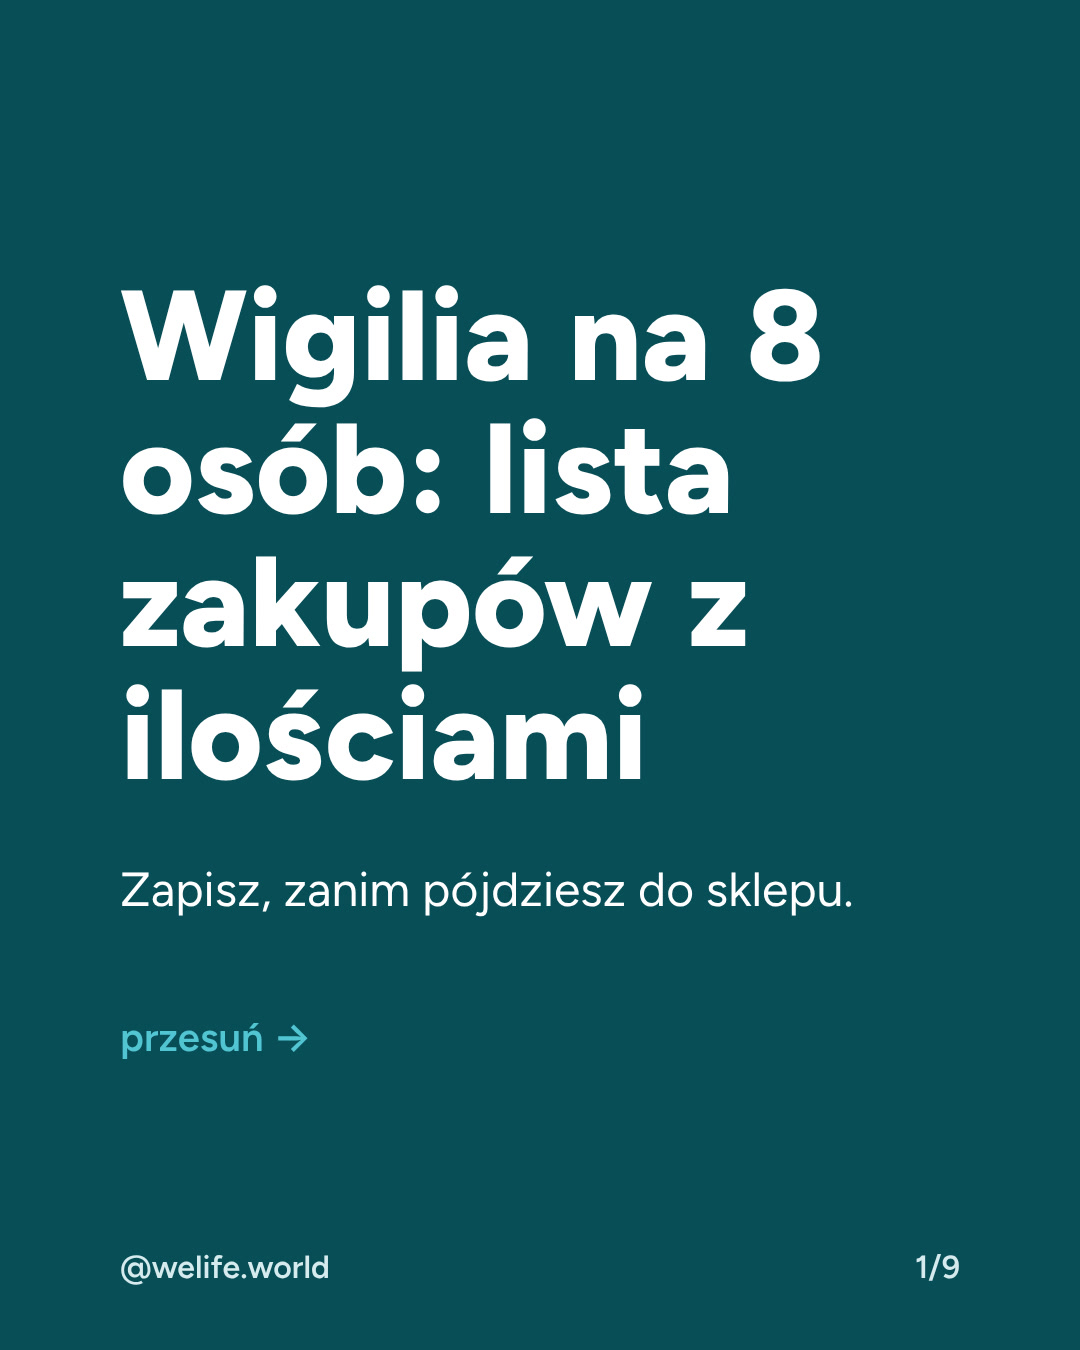 Wigilia na 8
osób: lista
zakupów z
ilościami
Zapisz, zanim pójdziesz do sklepu.
przesuń →
@welife.world
1/9